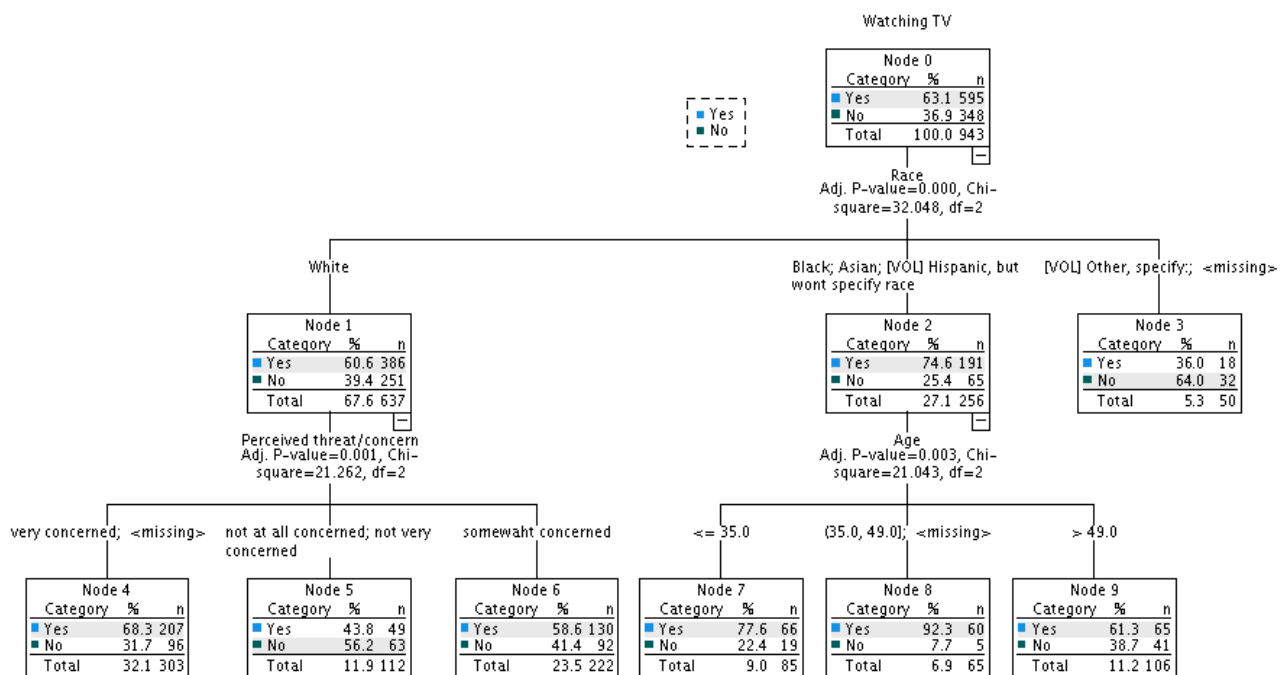 Watching TV
Node 0
Category % n
Yes 63.1 595
No 36.9 348
Total 100.0 943
Yes
No
Race
Adj. P-value=0.000, Chi-
square=32.048, df=2
White
Black; Asian; [VOL] Hispanic, but
wont specify race
[VOL] Other, specify:; <missing>
Node 1
Category % n
Yes 60.6 386
No 39.4 251
Total 67.6 637
Node 2
Category % n
Yes 74.6 191
No 25.4 65
Total 27.1 256
Node 3
Category % n
Yes 36.0 18
No 64.0 32
Total 5.3 50
Perceived threat/concern
Adj. P-value=0.001, Chi-
square=21.262, df=2
Age
Adj. P-value=0.003, Chi-
square=21.043, df=2
very concerned; <missing>
not at all concerned; not very
concerned
somewaht concerned
<= 35.0
(35.0, 49.0]; <missing>
> 49.0
Node 4
Category % n
Yes 68.3 207
No 31.7 96
Total 32.1 303
Node 5
Category % n
Yes 43.8 49
No 56.2 63
Total 11.9 112
Node 6
Category % n
Yes 58.6 130
No 41.4 92
Total 23.5 222
Node 7
Category % n
Yes 77.6 66
No 22.4 19
Total 9.0 85
Node 8
Category % n
Yes 92.3 60
No 7.7 5
Total 6.9 65
Node 9
Category % n
Yes 61.3 65
No 38.7 41
Total 11.2 106